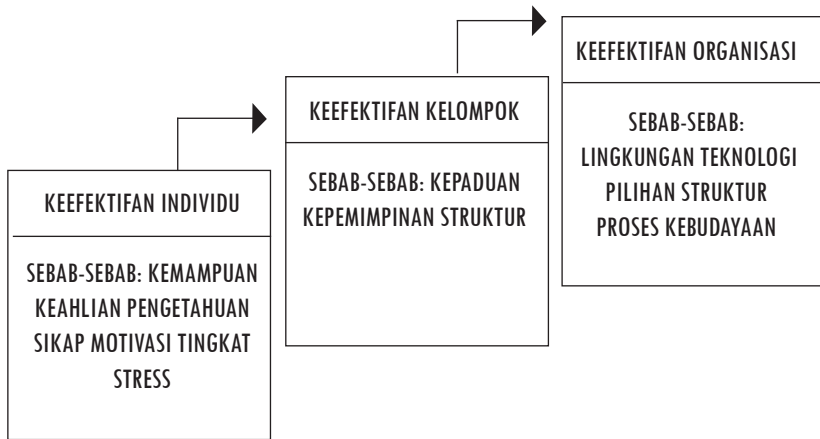 KEEFEKTIFAN INDIVIDU
SEBAB-SEBAB: KEMAMPUAN
KEAHLIAN PENGETAHUAN
SIKAP MOTIVASI TINGKAT
STRESS
KEEFEKTIFAN KELOMPOK
SEBAB-SEBAB: KEPADUAN
KEPEMIMPINAN STRUKTUR
KEEFEKTIFAN ORGANISASI
SEBAB-SEBAB:
LINGKUNGAN TEKNOLOGI
PILIHAN STRUKTUR
PROSES KEBUDAYAAN